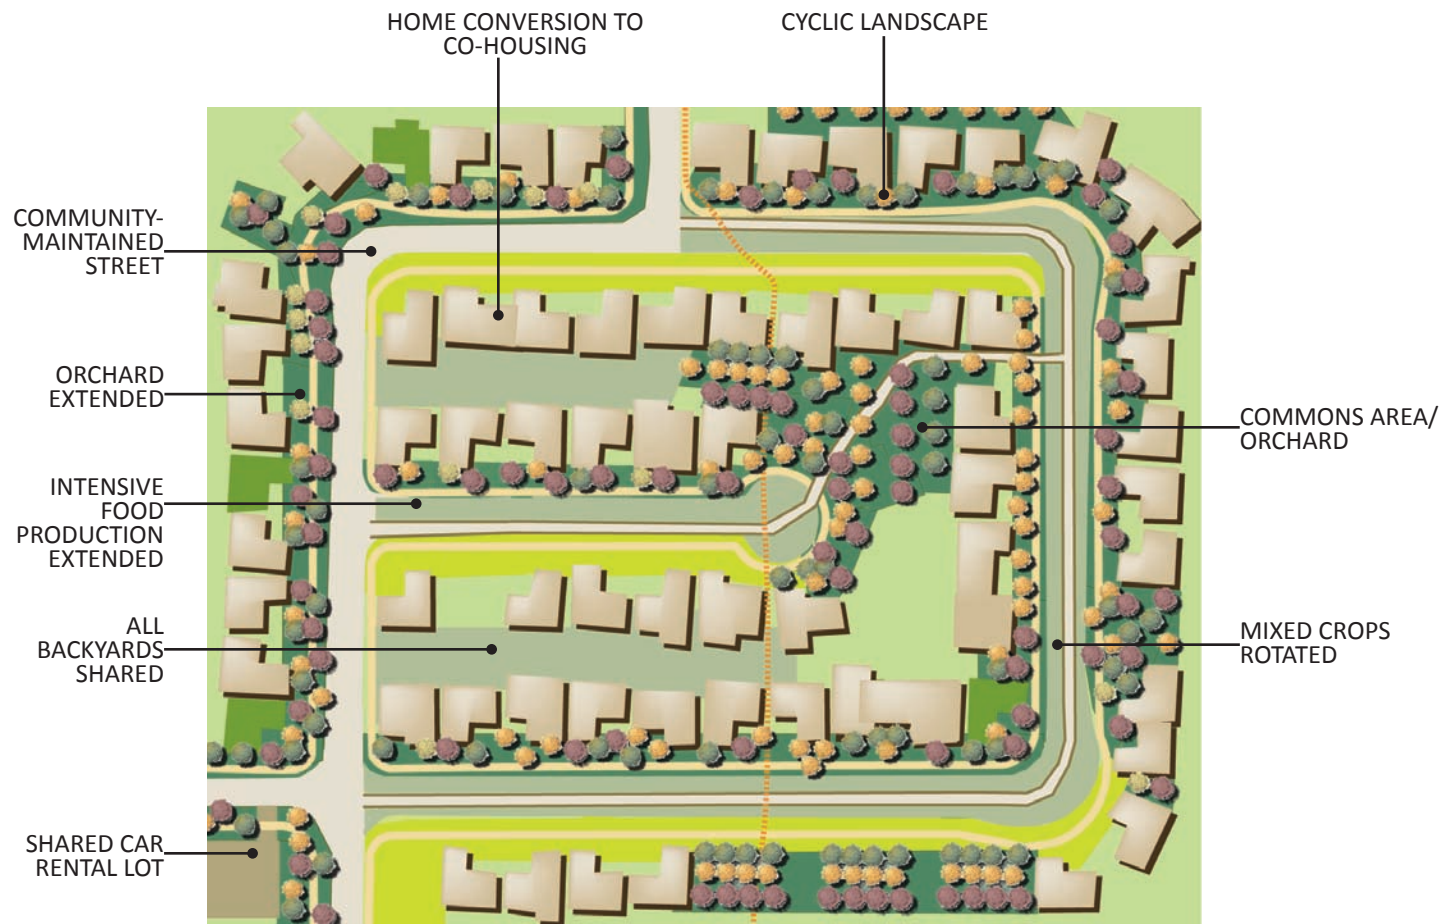 HOME CONVERSION TO
CO-HOUSING
CYCLIC LANDSCAPE
COMMUNITY-
MAINTAINED
STREET
ORCHARD
EXTENDED
COMMONS AREA/
ORCHARD
INTENSIVE
FOOD
PRODUCTION
EXTENDED
ALL
BACKYARDS
SHARED
MIXED CROPS
ROTATED
SHARED CAR
RENTAL LOT